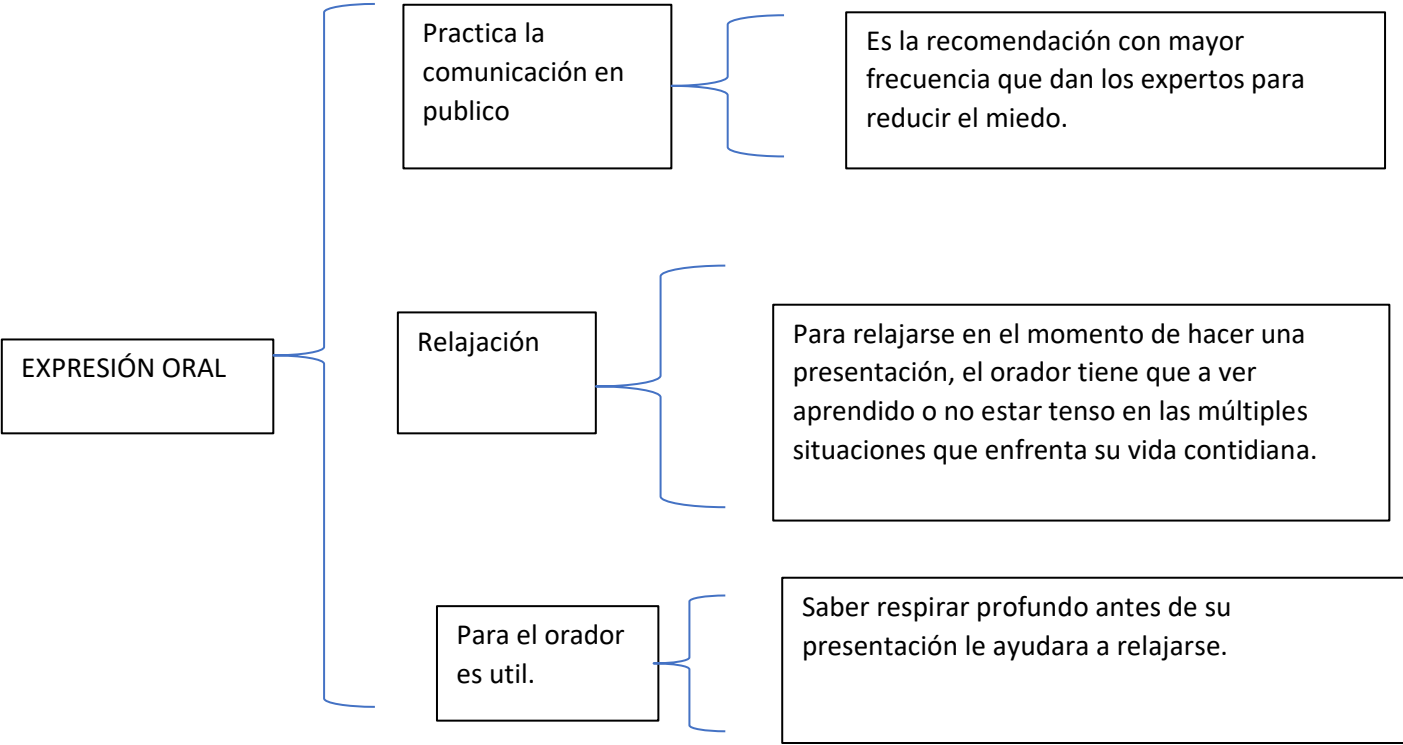 EXPRESIÓN ORAL
Practica la
comunicación en
publico
Es la recomendación con mayor
frecuencia que dan los expertos para
reducir el miedo.
Relajación
Para relajarse en el momento de hacer una
presentación, el orador tiene que a ver
aprendido o no estar tenso en las múltiples
situaciones que enfrenta su vida contidiana.
Para el orador
es util.
Saber respirar profundo antes de su
presentación le ayudara a relajarse.